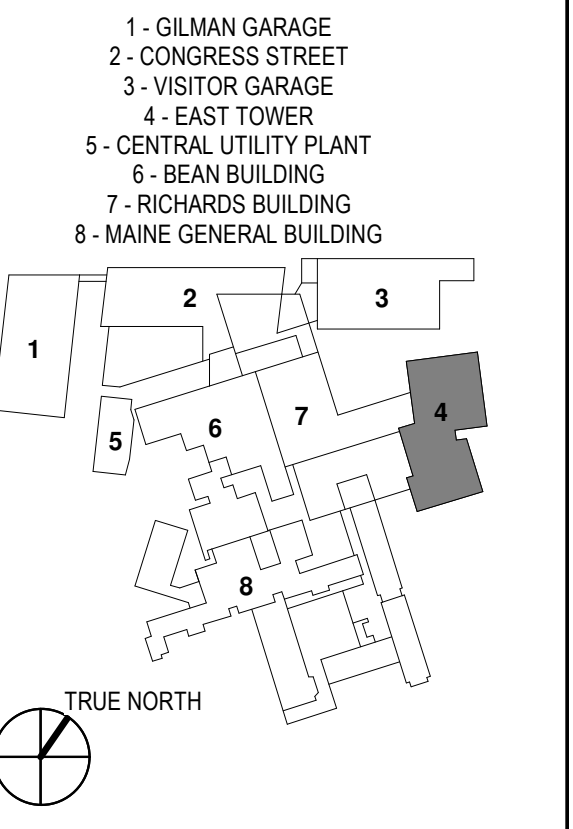 1 - GILMAN GARAGE
2 - CONGRESS STREET
3 - VISITOR GARAGE
4 - EAST TOWER
5 - CENTRAL UTILITY PLANT
6 - BEAN BUILDING
7 - RICHARDS BUILDING
8 - MAINE GENERAL BUILDING
2
3
1
4
7
6
5
8
TRUE NORTH